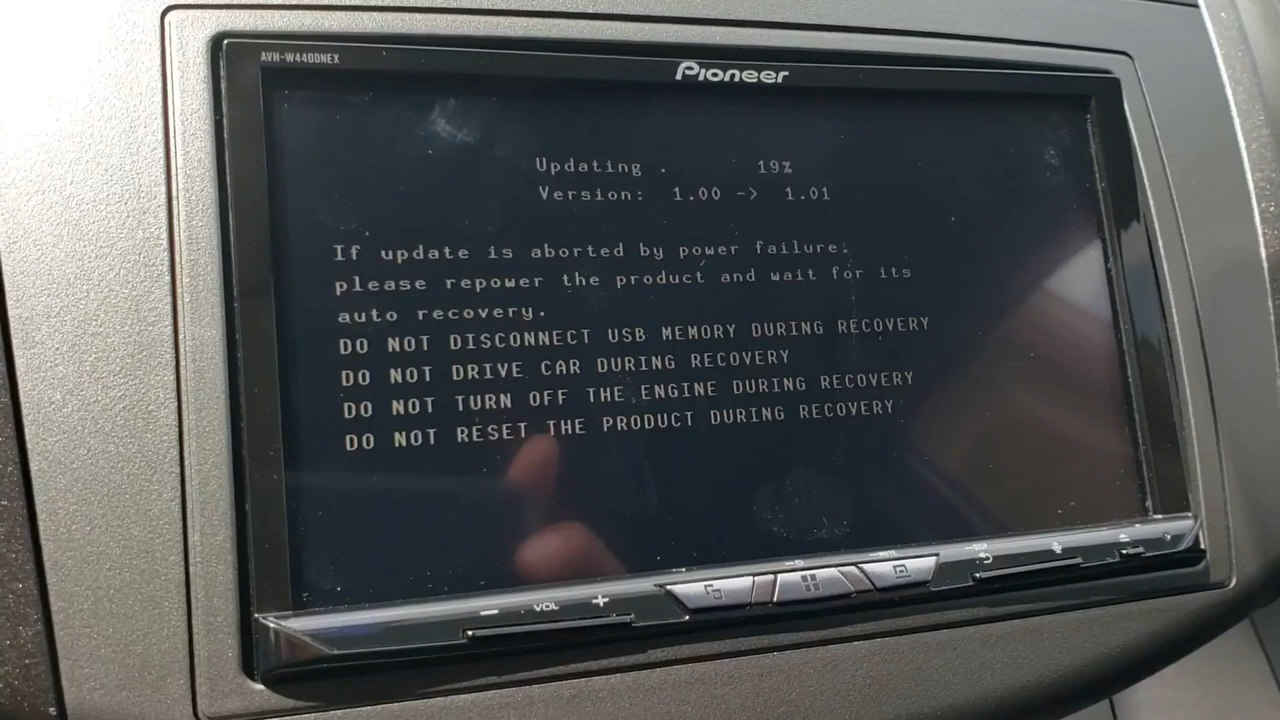 AVH-W4400NEX
Pioneer
Updating . 19%
Version: 1.00 -> 1.01
If update is aborted by power failure,
please repower the product and wait for its
auto recovery.
DO NOT DISCONNECT USB MEMORY DURING RECOVERY
DO NOT DRIVE CAR DURING RECOVERY
DO NOT TURN OFF THE ENGINE DURING RECOVERY
DO NOT RESET THE PRODUCT DURING RECOVERY
- VOL +